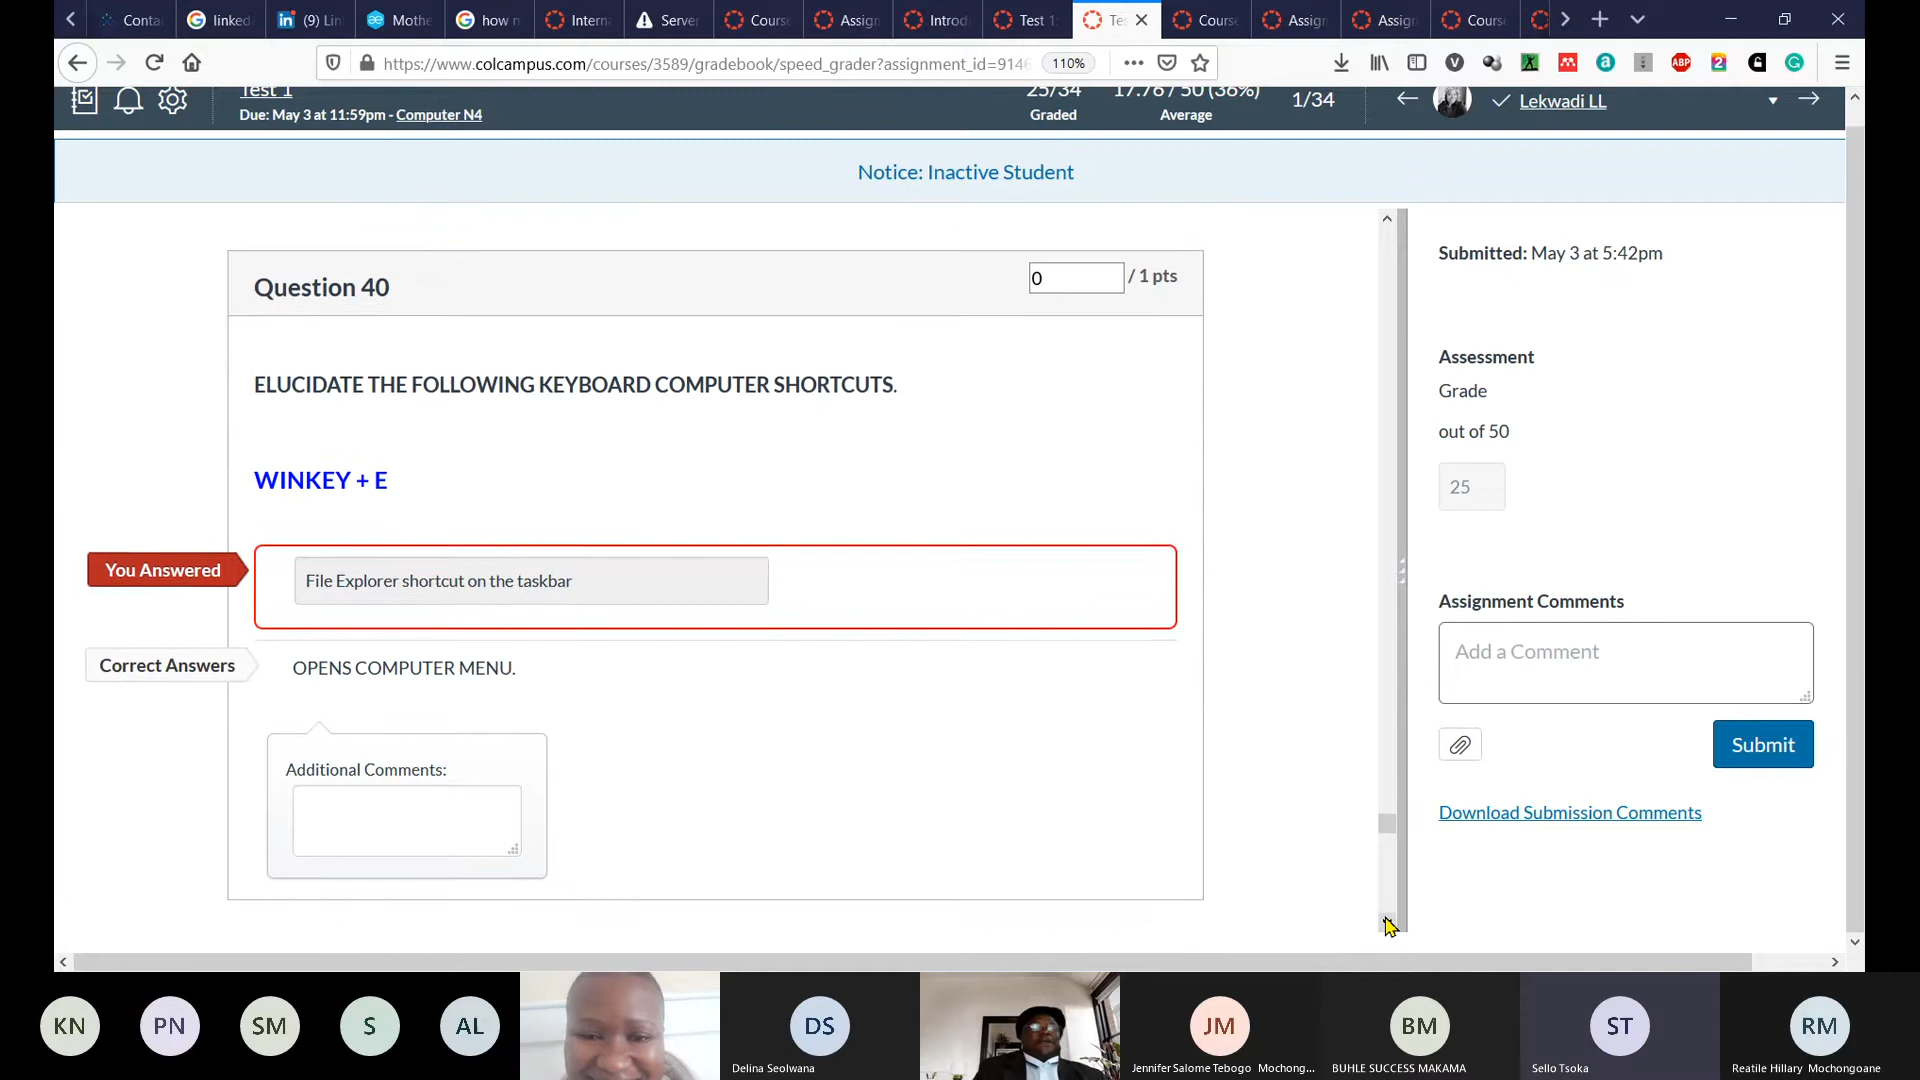 Conta
linked
(9) Lin
Mothe
how n
Intern
Server
Course
Assign
Introd
Test 1
Tes
Course
Assign
Assign
Course
https://www.colcampus.com/courses/3589/gradebook/speed_grader?assignment_id=9146
110%
Test 1
Due: May 3 at 11:59pm - Computer N4
25/34
Graded
17.76 / 50 (36%)
Average
1/34
Lekwadi LL
Notice: Inactive Student
Question 40
0 / 1 pts
ELUCIDATE THE FOLLOWING KEYBOARD COMPUTER SHORTCUTS.
WINKEY + E
You Answered
File Explorer shortcut on the taskbar
Correct Answers
OPENS COMPUTER MENU.
Additional Comments:
Submitted: May 3 at 5:42pm
Assessment
Grade
out of 50
25
Assignment Comments
Add a Comment
Submit
Download Submission Comments
KN
PN
SM
S
AL
DS
Delina Seolwana
JM
Jennifer Salome Tebogo Mochong...
BM
BUHLE SUCCESS MAKAMA
ST
Sello Tsoka
RM
Reatile Hillary Mochongoane